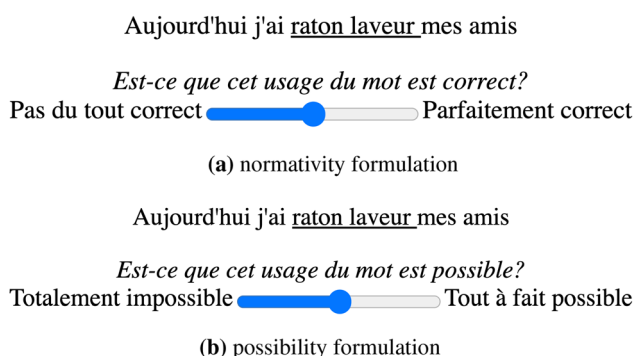 Aujourd'hui j'ai raton laveur mes amis
Est-ce que cet usage du mot est correct?
Pas du tout correct Parfaitement correct
(a) normativity formulation
Aujourd'hui j'ai raton laveur mes amis
Est-ce que cet usage du mot est possible?
Totalement impossible Tout à fait possible
(b) possibility formulation